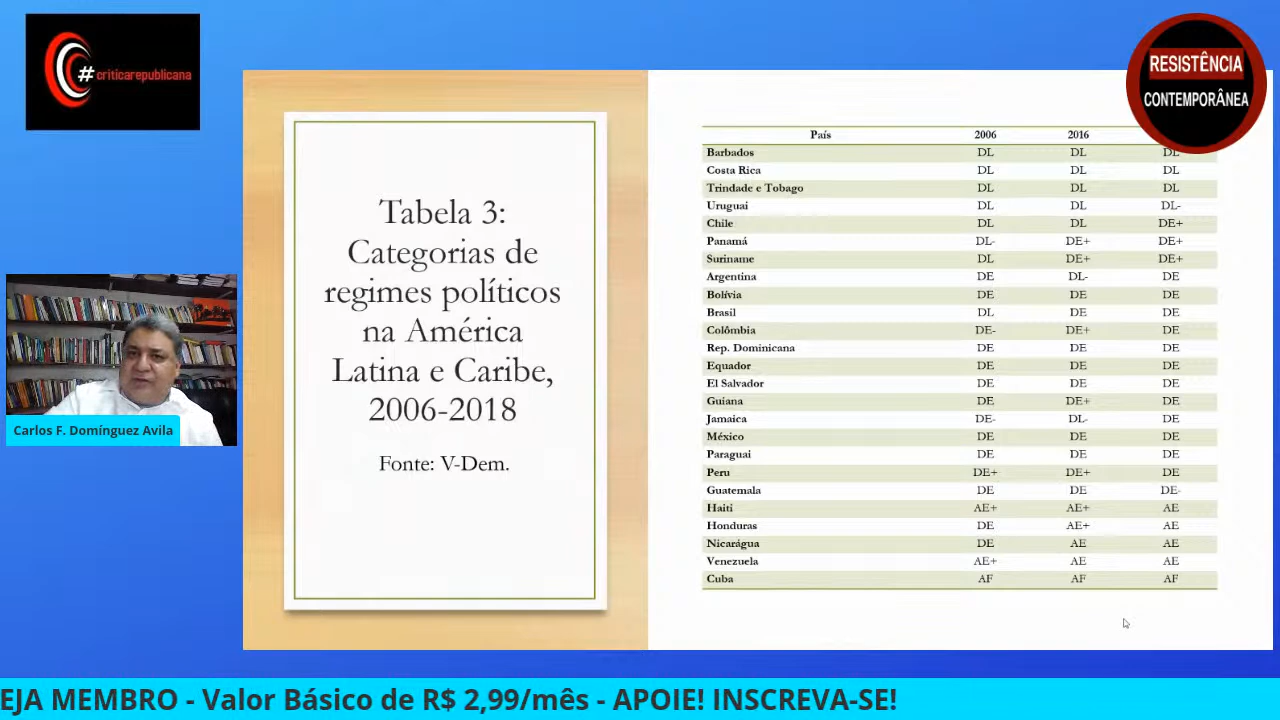 #criticarepublicana
RESISTÊNCIA
CONTEMPORÂNEA
Tabela 3:
Categorias de
regimes políticos
na América
Latina e Caribe,
2006-2018
Fonte: V-Dem.
País 2006 2016
Barbados DL DL DL
Costa Rica DL DL DL
Trindade e Tobago DL DL DL
Uruguai DL DL DL-
Chile DL DL DE+
Panamá DL- DE+ DE+
Suriname DL DE+ DE+
Argentina DE DL- DE
Bolívia DE DE DE
Brasil DL DE DE
Colômbia DE- DE+ DE
Rep. Dominicana DE DE DE
Equador DE DE DE
El Salvador DE DE DE
Guiana DE DE+ DE
Jamaica DE- DL- DE
México DE DE DE
Paraguai DE DE DE
Peru DE+ DE+ DE
Guatemala DE DE DE-
Haiti AE+ AE+ AE
Honduras DE AE+ AE
Nicarágua DE AE AE
Venezuela AE+ AE AE
Cuba AF AF AF
Carlos F. Domínguez Avila
EJA MEMBRO - Valor Básico de R$ 2,99/mês - APOIE! INSCREVA-SE!